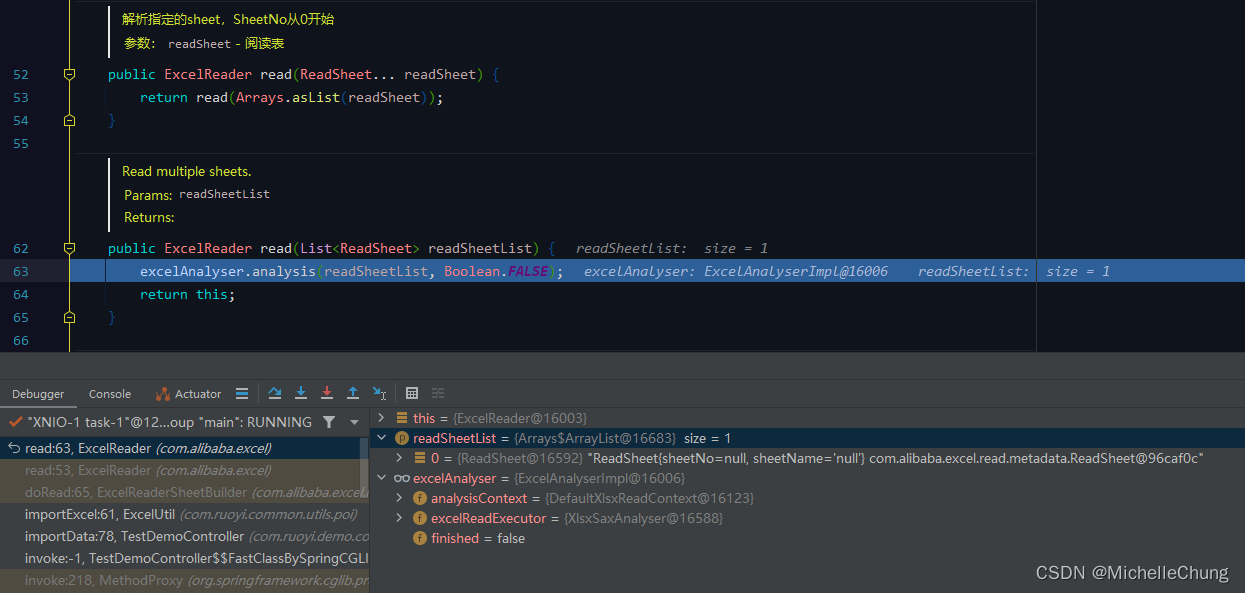 解析指定的sheet，SheetNo从0开始
参数： readSheet - 阅读表
52 public ExcelReader read(ReadSheet... readSheet) {
53 return read(Arrays.asList(readSheet));
54 }
55
Read multiple sheets.
Params: readSheetList
Returns:
62 public ExcelReader read(List<ReadSheet> readSheetList) { readSheetList: size = 1
63 excelAnalyser.analysis(readSheetList, Boolean.FALSE); excelAnalyser: ExcelAnalyserImpl@16006 readSheetList: size = 1
64 return this;
65 }
66
Debugger Console Actuator
"XNIO-1 task-1"@12...oup "main": RUNNING
read:63, ExcelReader (com.alibaba.excel)
read:53, ExcelReader (com.alibaba.excel)
doRead:65, ExcelReaderSheetBuilder (com.alibaba.excel.
importExcel:61, ExcelUtil (com.ruoyi.common.utils.poi)
importData:78, TestDemoController (com.ruoyi.demo.co
invoke:-1, TestDemoController$$FastClassBySpringCGLI
invoke:218, MethodProxy (org.springframework.cglib.pr
this = {ExcelReader@16003}
readSheetList = {Arrays$ArrayList@16683} size = 1
0 = {ReadSheet@16592} "ReadSheet{sheetNo=null, sheetName='null'} com.alibaba.excel.read.metadata.ReadSheet@96caf0c"
excelAnalyser = {ExcelAnalyserImpl@16006}
analysisContext = {DefaultXlsxReadContext@16123}
excelReadExecutor = {XlsxSaxAnalyser@16588}
finished = false
CSDN @MichelleChung